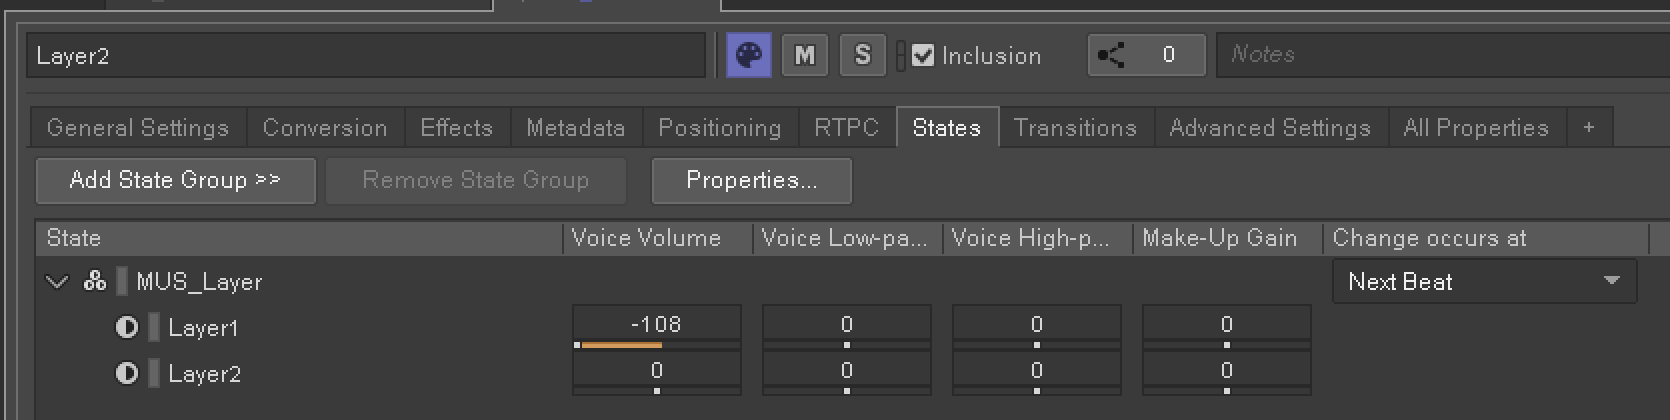 Layer2 M S Inclusion 0 Notes
General Settings Conversion Effects Metadata Positioning RTPC States Transitions Advanced Settings All Properties +
Add State Group >> Remove State Group Properties...
State Voice Volume Voice Low-pa... Voice High-p... Make-Up Gain Change occurs at
MUS_Layer Next Beat
Layer1 -108 0 0 0
Layer2 0 0 0 0